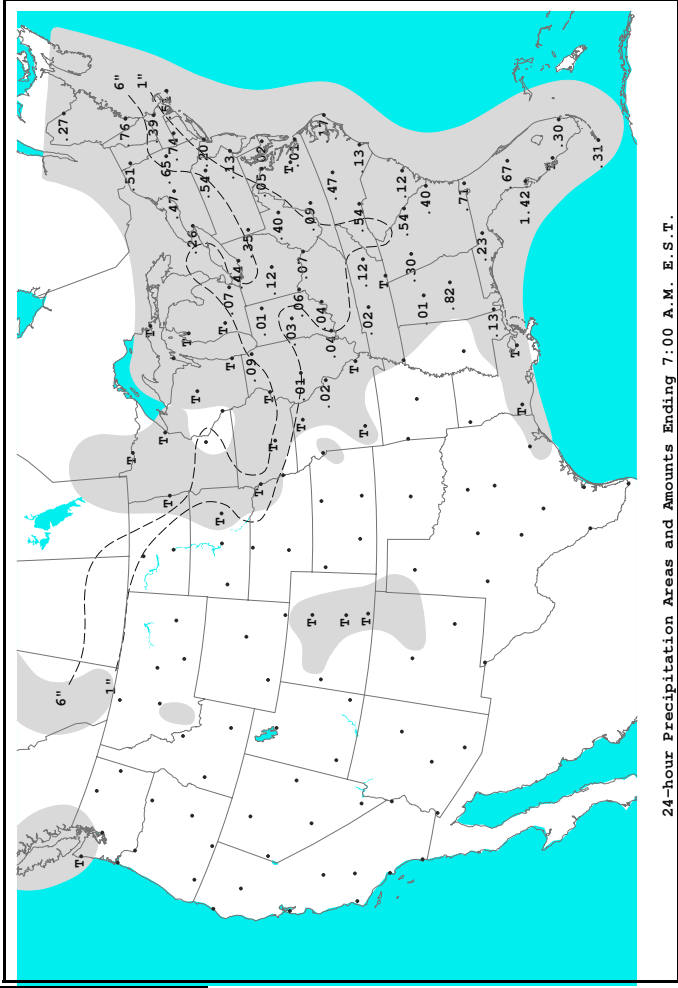 6"
.27
T
1"
6"
.76
.51
T
1"
T
.39
T
.65
T
.74
.47
T
.26
T
.20
.54
T
T
.07
.13
T
.44
.35
.09
T
.05
.02
.01
T
.12
T
.40
T
.03
.01
.06
.01
T
.07
.09
T
.04
.17
.02
.04
.47
T
T
.13
.54
.12
T
T
.02
T
.12
.54
.30
.01
.40
.82
.71
.23
.13
.67
T
T
1.42
T
.30
.31
24-hour Precipitation Areas and Amounts Ending 7:00 A.M. E.S.T.